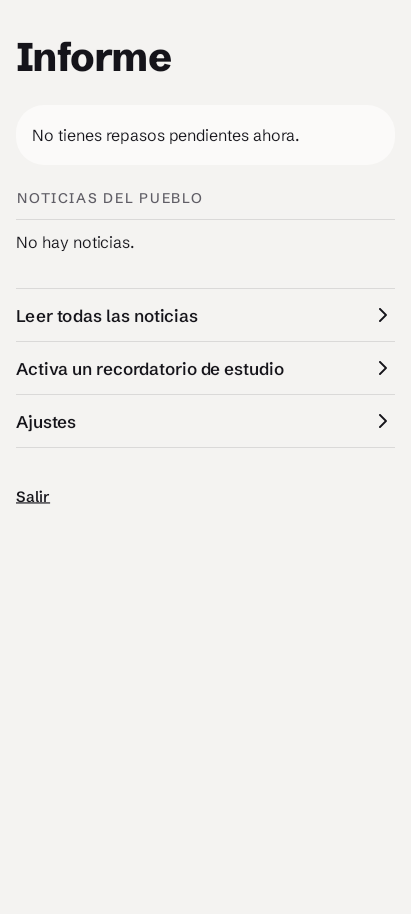 Informe
No tienes repasos pendientes ahora.
NOTICIAS DEL PUEBLO
No hay noticias.
Leer todas las noticias
Activa un recordatorio de estudio
Ajustes
Salir